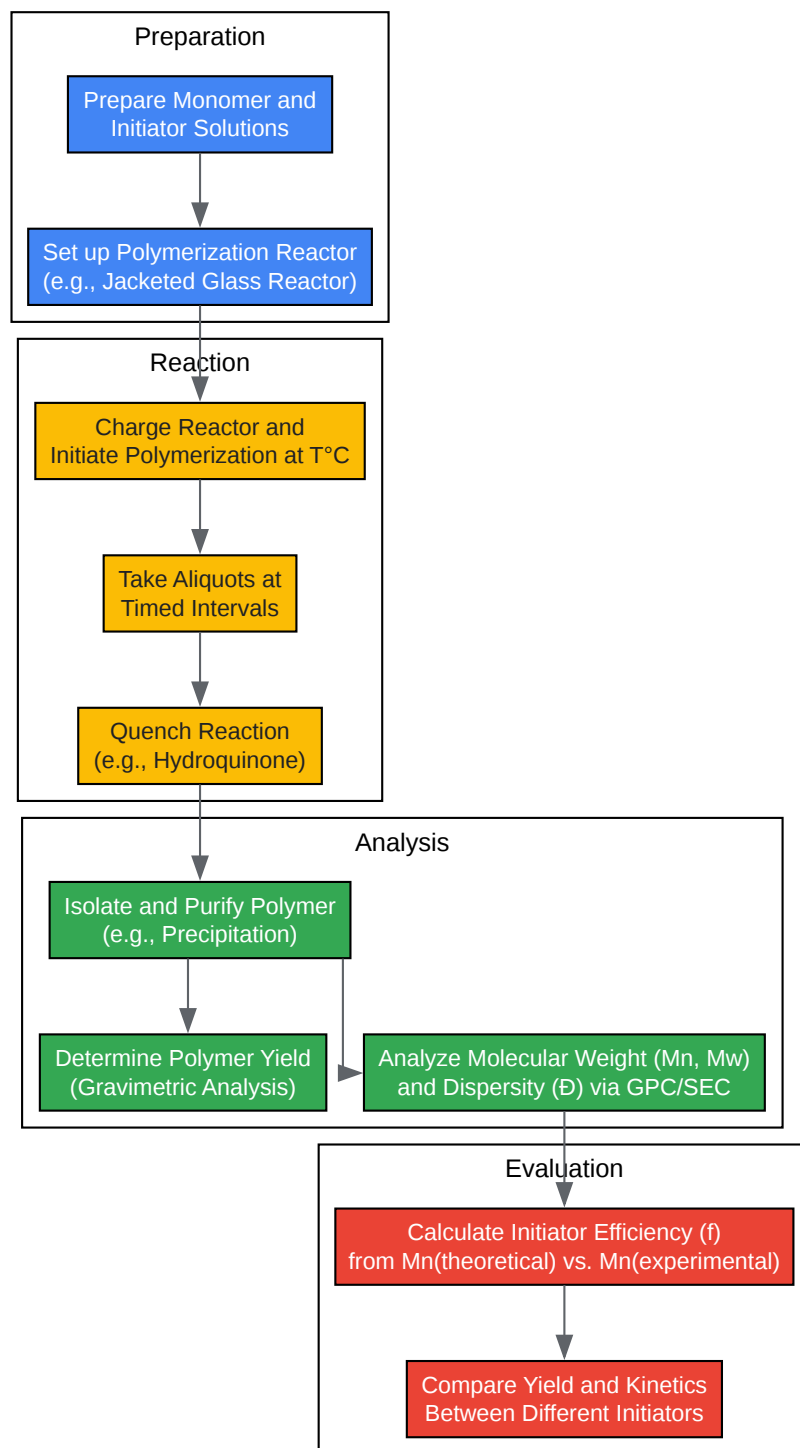 Preparation
Prepare Monomer and
Initiator Solutions
Set up Polymerization Reactor
(e.g., Jacketed Glass Reactor)
Reaction
Charge Reactor and
Initiate Polymerization at T°C
Take Aliquots at
Timed Intervals
Quench Reaction
(e.g., Hydroquinone)
Analysis
Isolate and Purify Polymer
(e.g., Precipitation)
Determine Polymer Yield
(Gravimetric Analysis)
Analyze Molecular Weight (Mn, Mw)
and Dispersity (Đ) via GPC/SEC
Evaluation
Calculate Initiator Efficiency (f)
from Mn(theoretical) vs. Mn(experimental)
Compare Yield and Kinetics
Between Different Initiators